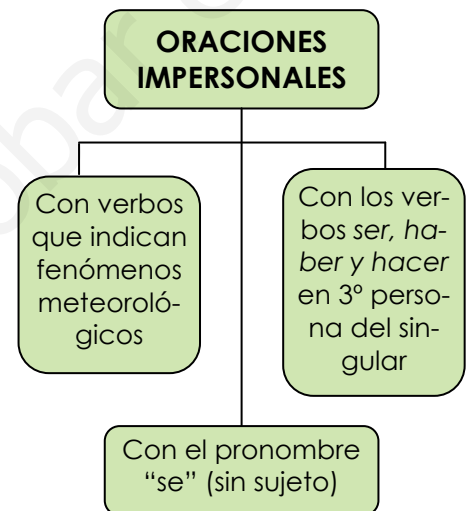 ORACIONES
IMPERSONALES
Con verbos
que indican
fenómenos
meteoroló-
gicos
Con los ver-
bos ser, ha-
ber y hacer
en 3º perso-
na del sin-
gular
Con el pronombre
“se” (sin sujeto)